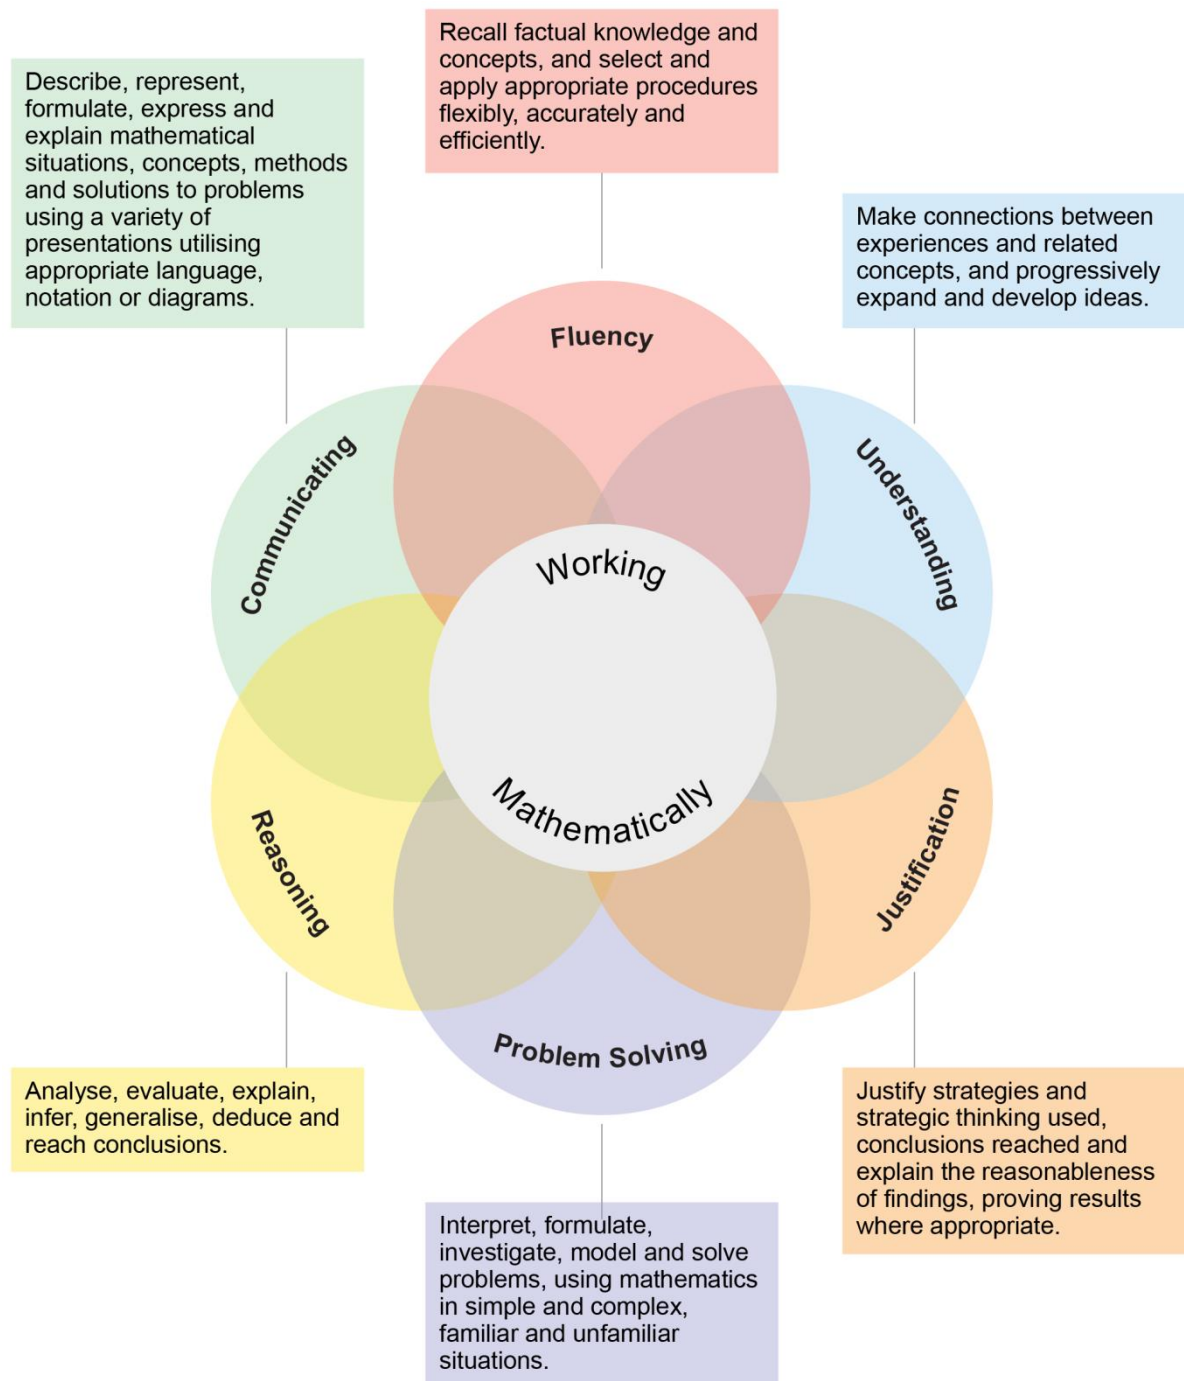 Recall factual knowledge and
concepts, and select and
apply appropriate procedures
flexibly, accurately and
efficiently.
Describe, represent,
formulate, express and
explain mathematical
situations, concepts, methods
and solutions to problems
using a variety of
presentations utilising
appropriate language,
notation or diagrams.
Make connections between
experiences and related
concepts, and progressively
expand and develop ideas.
Fluency
Communicating
Understanding
Working
Mathematically
Reasoning
Justification
Problem Solving
Analyse, evaluate, explain,
infer, generalise, deduce and
reach conclusions.
Justify strategies and
strategic thinking used,
conclusions reached and
explain the reasonableness
of findings, proving results
where appropriate.
Interpret, formulate,
investigate, model and solve
problems, using mathematics
in simple and complex,
familiar and unfamiliar
situations.